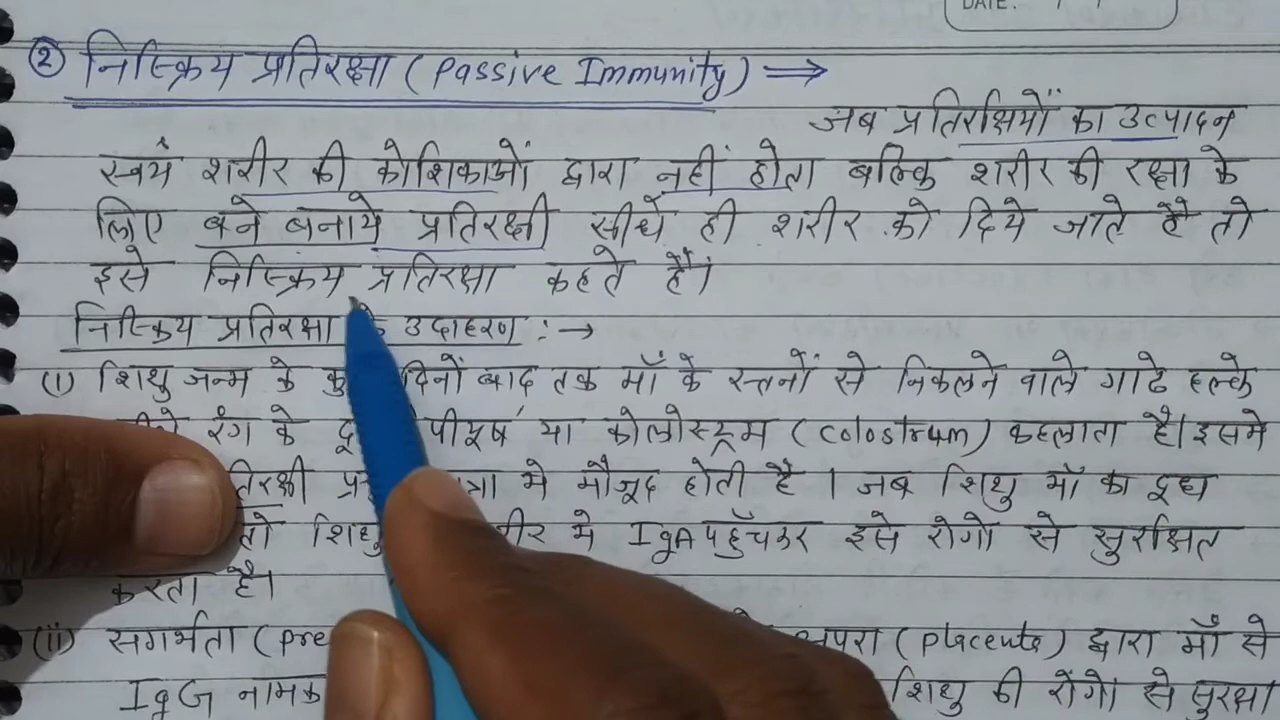 DATE: / /
② निष्क्रिय प्रतिरक्षा (Passive Immunity) ⇒
जब प्रतिरक्षियों का उत्पादन
स्वयं शरीर की कोशिकाओं द्वारा नहीं होता बल्कि शरीर की रक्षा के
लिए बने बनाये प्रतिरक्षी सीधे ही शरीर को दिये जाते है तो
इसे निष्क्रिय प्रतिरक्षा कहते हैं।
निष्क्रिय प्रतिरक्षा के उदाहरण :→
(i) शिशु जन्म के दिनों बाद तक माँ के स्तनों से निकलने वाले गाढे हल्के
रंग के पीयूष या कोलोस्ट्रम (colostrum) कहलाता है। इसमे
मे मौजूद होती है । जब शिशु माँ का दूध
तो शिशु मे IgA पहुँचकर इसे रोगो से सुरक्षित
करता है।
(ii) सगर्भता (placenta) द्वारा माँ से
IgG नामक शिशु की रोगो से सुरक्षा